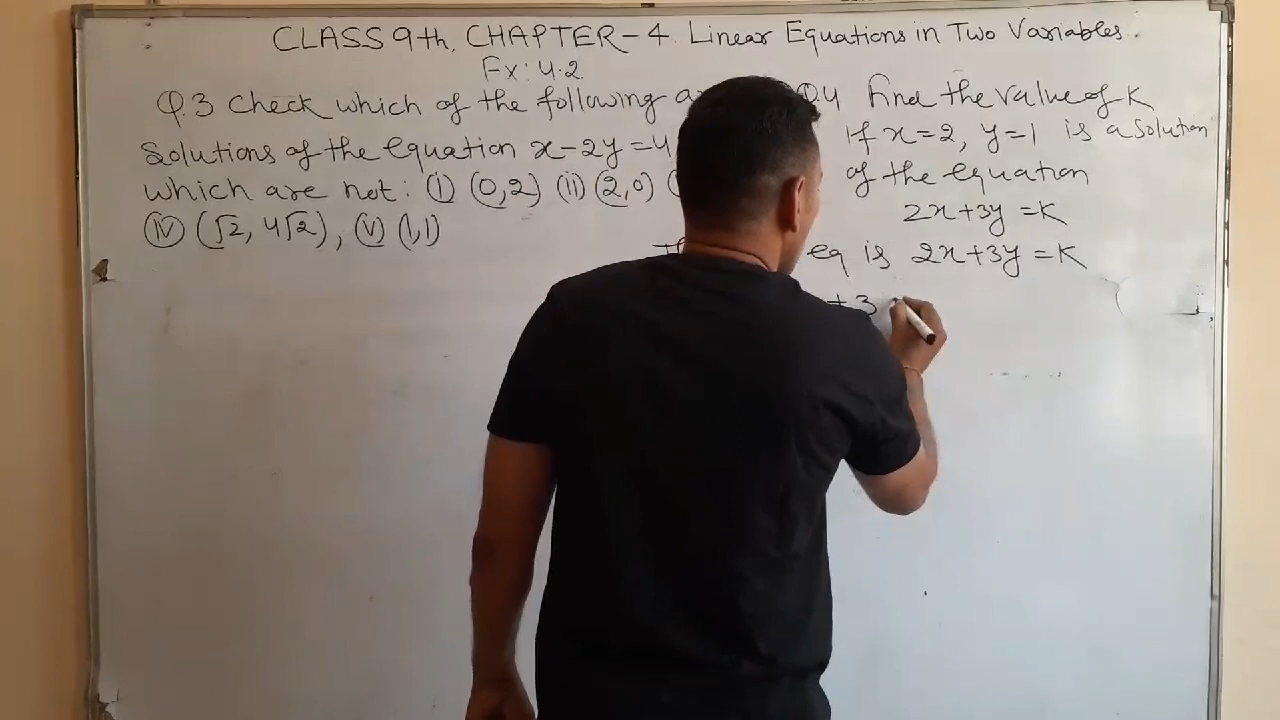 CLASS 9th, CHAPTER-4. Linear Equations in Two Variables.
Ex: 4.2
Q.3 Check which of the following
Solutions of the equation x-2y=4
which are not: (i) (0,2) (ii) (2,0)
(iv) (√2, 4√2), (v) (1,1)
Q.4 Find the value of K
If x=2, y=1 is a solution
of the equation
2x+3y=K
eq is 2x+3y=K
+3